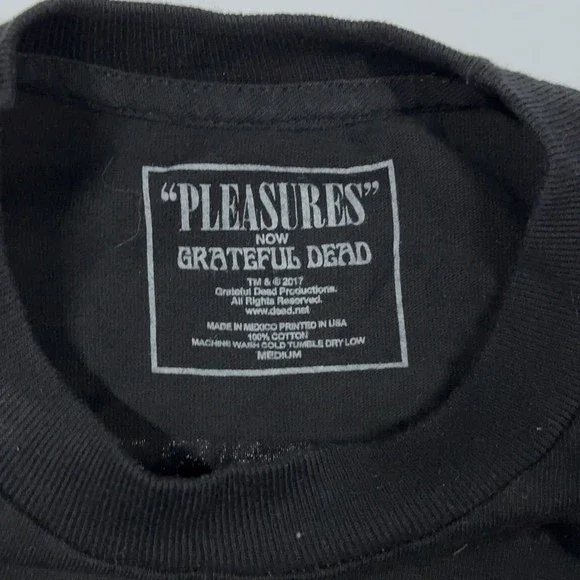 “PLEASURES”
NOW
GRATEFUL DEAD
TM & © 2017
Grateful Dead Productions.
All Rights Reserved.
www.dead.net
MADE IN MEXICO PRINTED IN USA
100% COTTON
MACHINE WASH COLD TUMBLE DRY LOW
MEDIUM